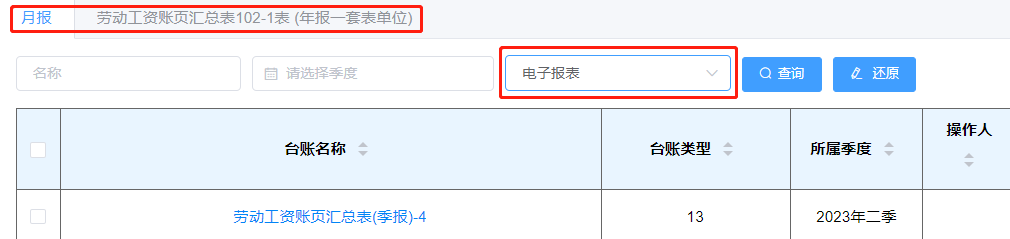 月报 劳动工资账页汇总表102-1表 (年报一套表单位)
名称 请选择季度 电子报表 查询 还原
台账名称 台账类型 所属季度 操作人
劳动工资账页汇总表(季报)-4 13 2023年二季